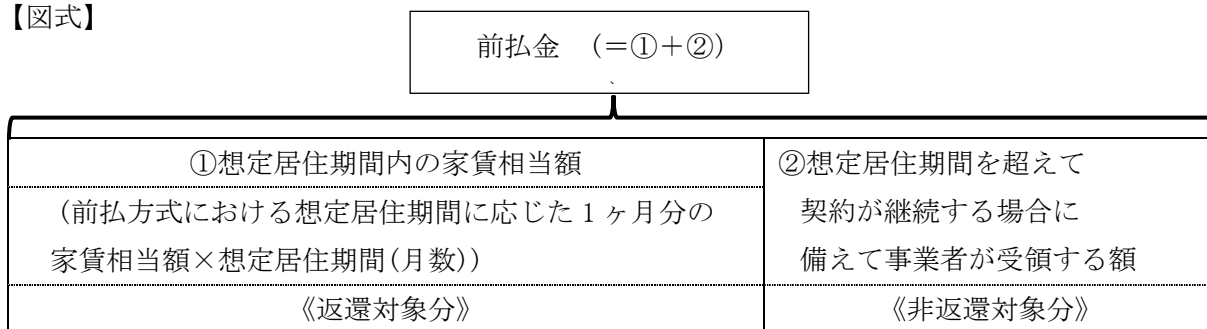 【図式】
前払金　（＝①＋②）
、
①想定居住期間内の家賃相当額
（前払方式における想定居住期間に応じた１ヶ月分の
家賃相当額×想定居住期間(月数)）
《返還対象分》
②想定居住期間を超えて
契約が継続する場合に
備えて事業者が受領する額
《非返還対象分》